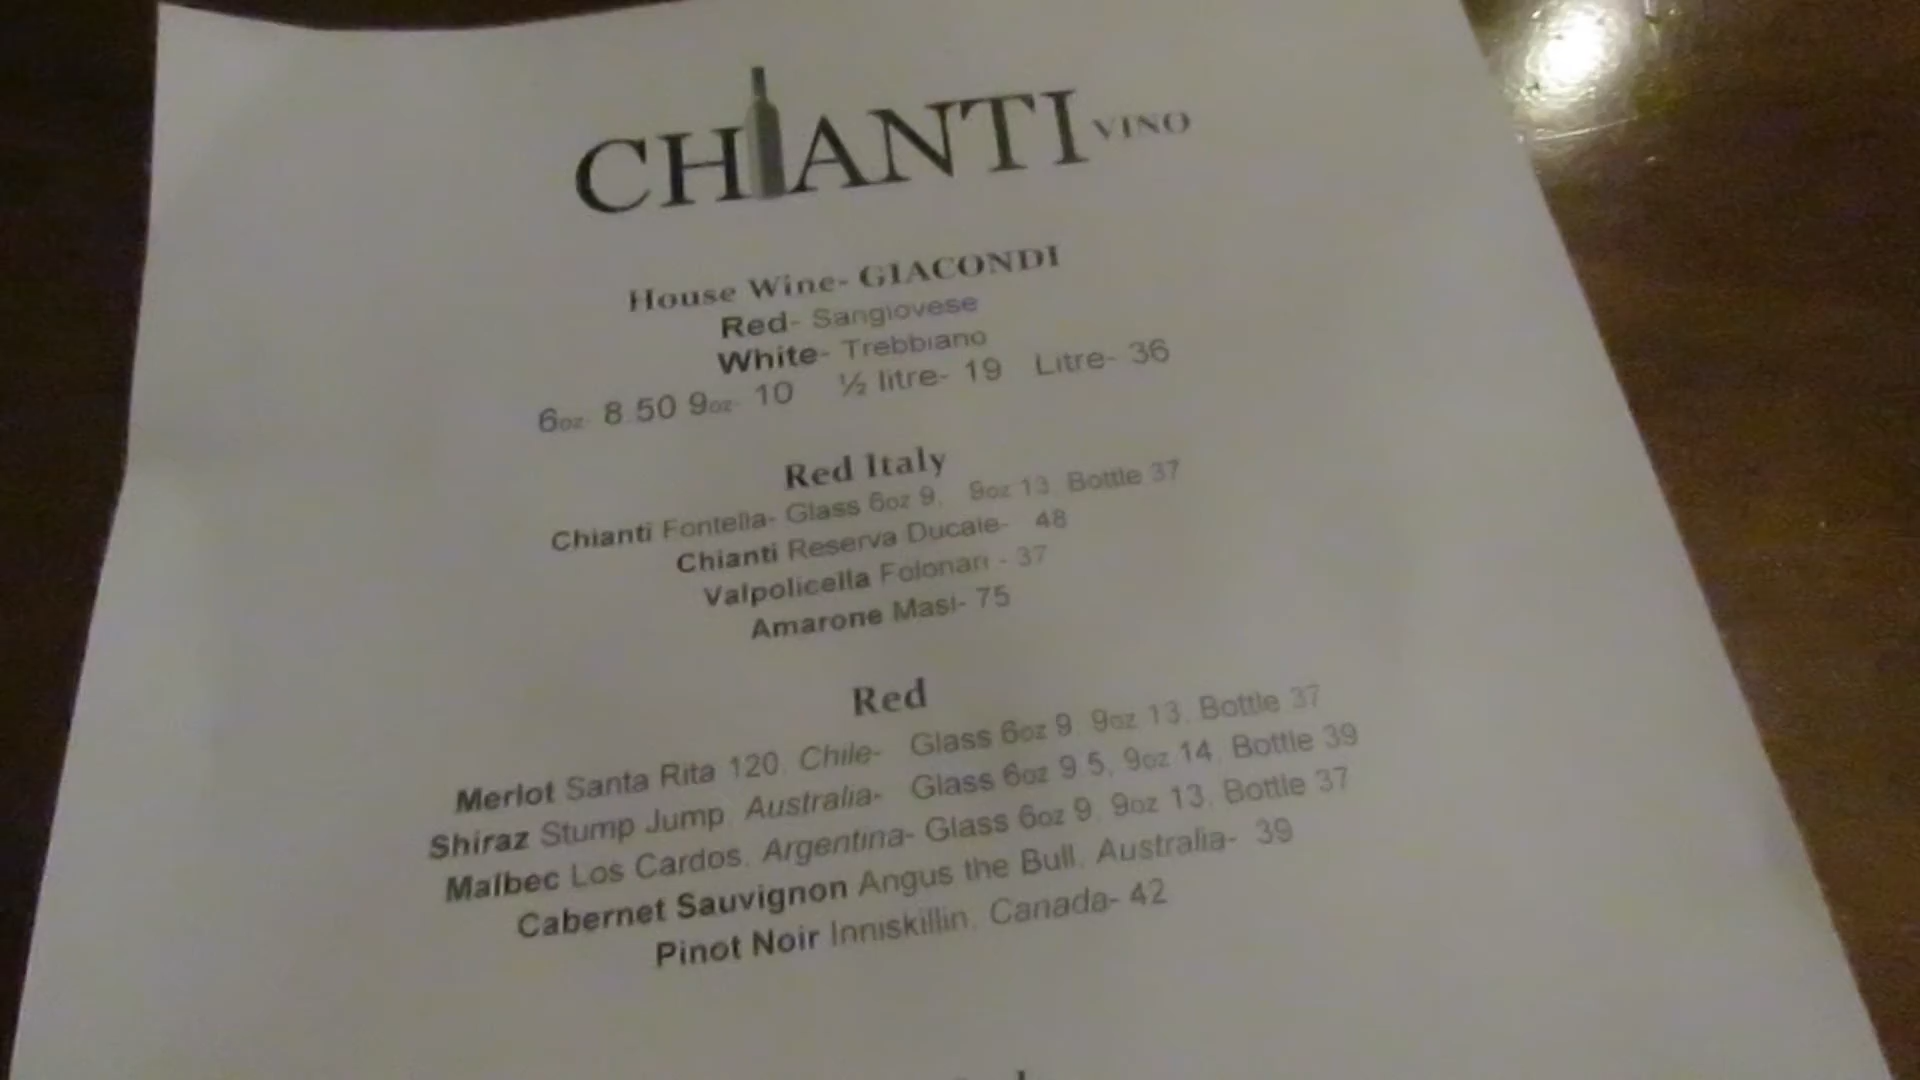 CHIANTI VINO
House Wine- GIACONDI
Red- Sangiovese
White- Trebbiano
6oz- 8.50 9oz- 10 ½ litre- 19 Litre- 36
Red Italy
Chianti Fontella- Glass 6oz 9, 9oz 13, Bottle 37
Chianti Reserva Ducale- 48
Valpolicella Folonari - 37
Amarone Masi- 75
Red
Merlot Santa Rita 120, Chile- Glass 6oz 9, 9oz 13, Bottle 37
Shiraz Stump Jump, Australia- Glass 6oz 9.5, 9oz 14, Bottle 39
Malbec Los Cardos, Argentina- Glass 6oz 9, 9oz 13, Bottle 37
Cabernet Sauvignon Angus the Bull, Australia- 39
Pinot Noir Inniskillin, Canada- 42